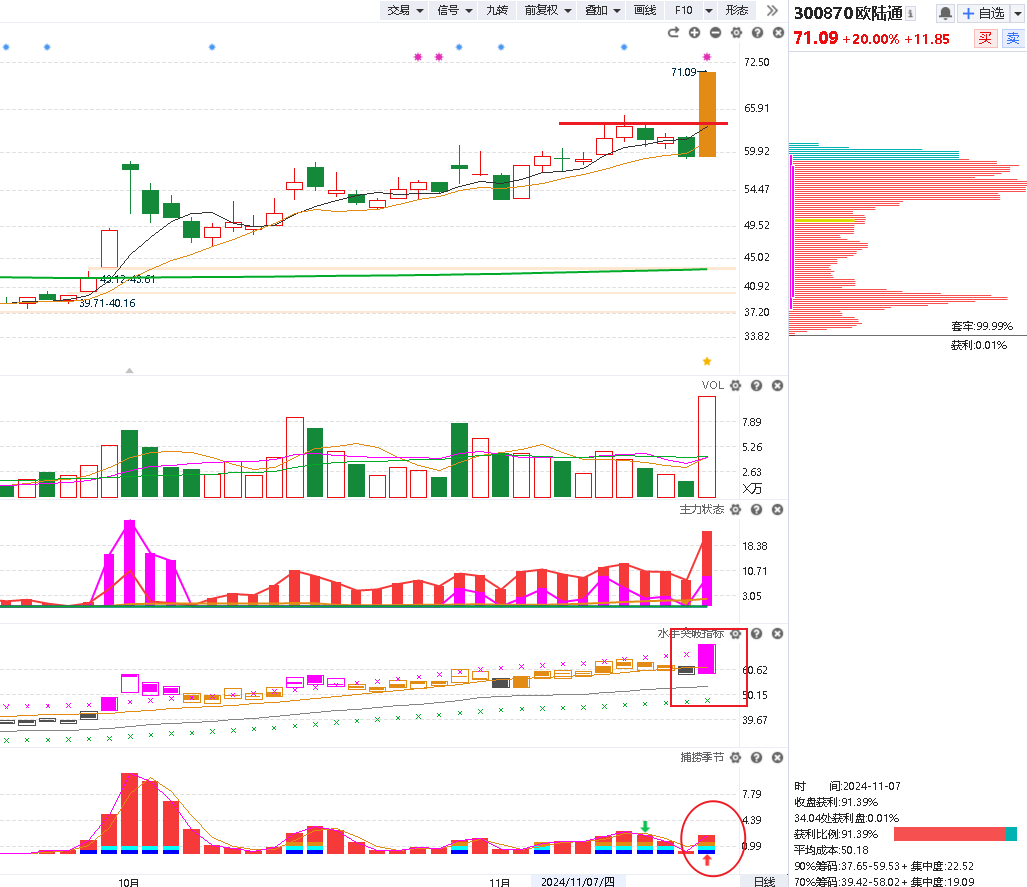 交易 信号 九转 前复权 叠加 画线 F10 形态
300870 欧陆通 自选
71.09 +20.00% +11.85 买 卖
72.50
71.09
65.91
59.92
54.47
49.52
45.02
43.12-43.61
40.92
39.71-40.16
37.20
33.82
套牢:99.99%
获利:0.01%
VOL
7.89
5.26
2.63
X万
主力状态
18.38
10.71
3.05
水手突破指标
60.62
50.15
39.67
捕捞季节
7.79
4.39
0.99
时 间:2024-11-07
收盘获利:91.39%
34.04处获利盘:0.01%
获利比例:91.39%
平均成本:50.18
90%筹码:37.65-59.53 集中度:22.52
70%筹码:39.42-58.02 集中度:19.09
10月 11月 2024/11/07/四 日线